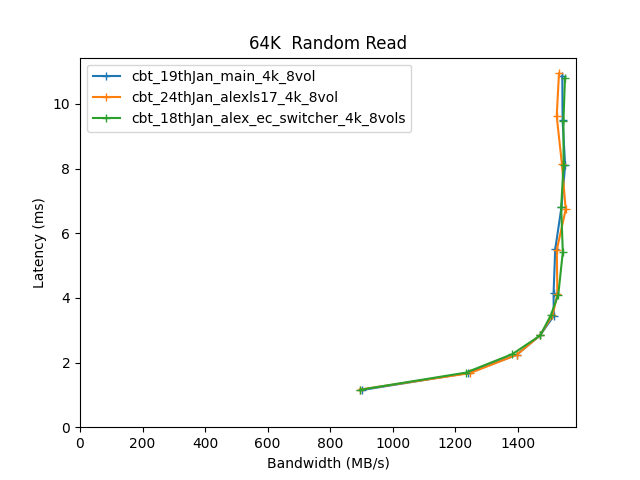 64K  Random Read
cbt_19thJan_main_4k_8vol
cbt_24thJan_alexls17_4k_8vol
cbt_18thJan_alex_ec_switcher_4k_8vols
Latency (ms)
10
8
6
4
2
0
0 200 400 600 800 1000 1200 1400
Bandwidth (MB/s)